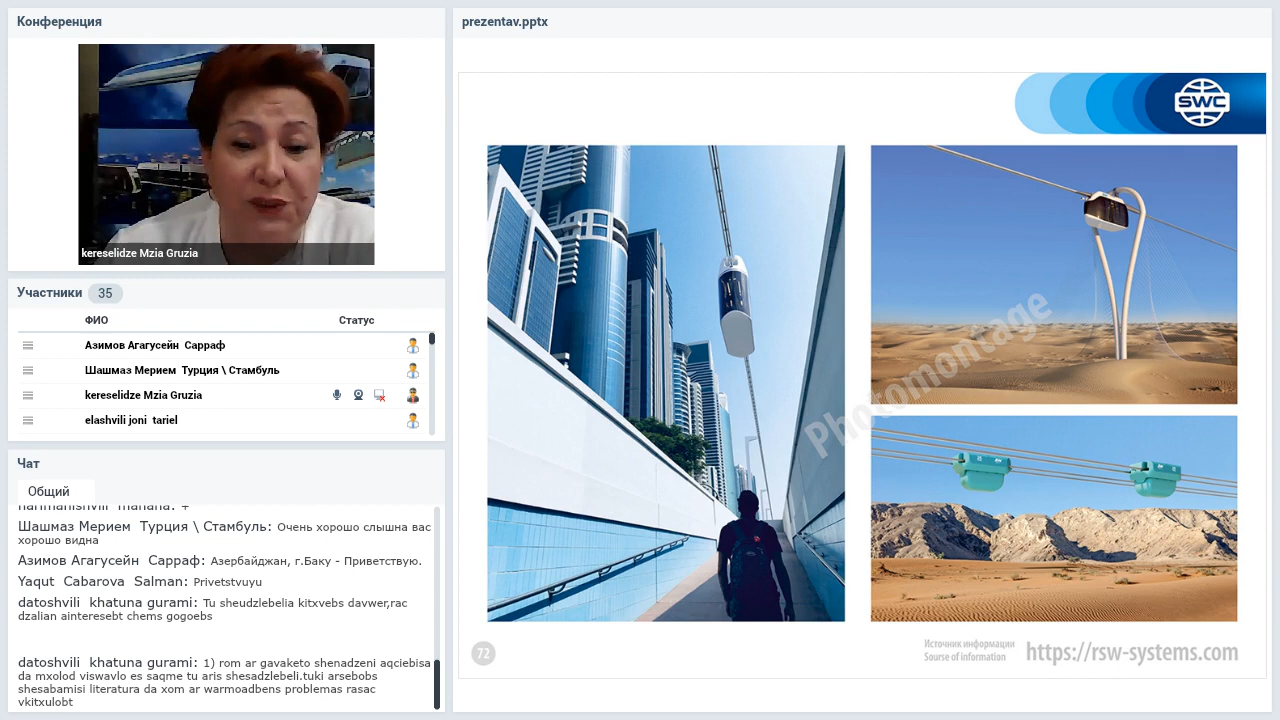 Конференция
kereselidze Mzia Gruzia
Участники 35
ФИО Статус
Азимов Агагусейн Сарраф
Шашмаз Мерием Турция \ Стамбуль
kereselidze Mzia Gruzia
elashvili joni tariel
Чат
Общий
Шашмаз Мерием Турция \ Стамбуль: Очень хорошо слышна вас
хорошо видна
Азимов Агагусейн Сарраф: Азербайджан, г.Баку - Приветствую.
Yaqut Cabarova Salman: Privetstvuyu
datoshvili khatuna gurami: Tu sheudzlebelia kitxvebs davwer,rac
dzalian ainteresebt chems gogoebs
datoshvili khatuna gurami: 1) rom ar gavaketo shenadzeni aqciebisa
da mxolod viswavlo es saqme tu aris shesadzlebeli.tuki arsebobs
shesabamisi literatura da xom ar warmoadbens problemas rasac
vkitxulobt
prezentav.pptx
SWC
Photomontage
72
Источник информации
Sourse of information
https://rsw-systems.com